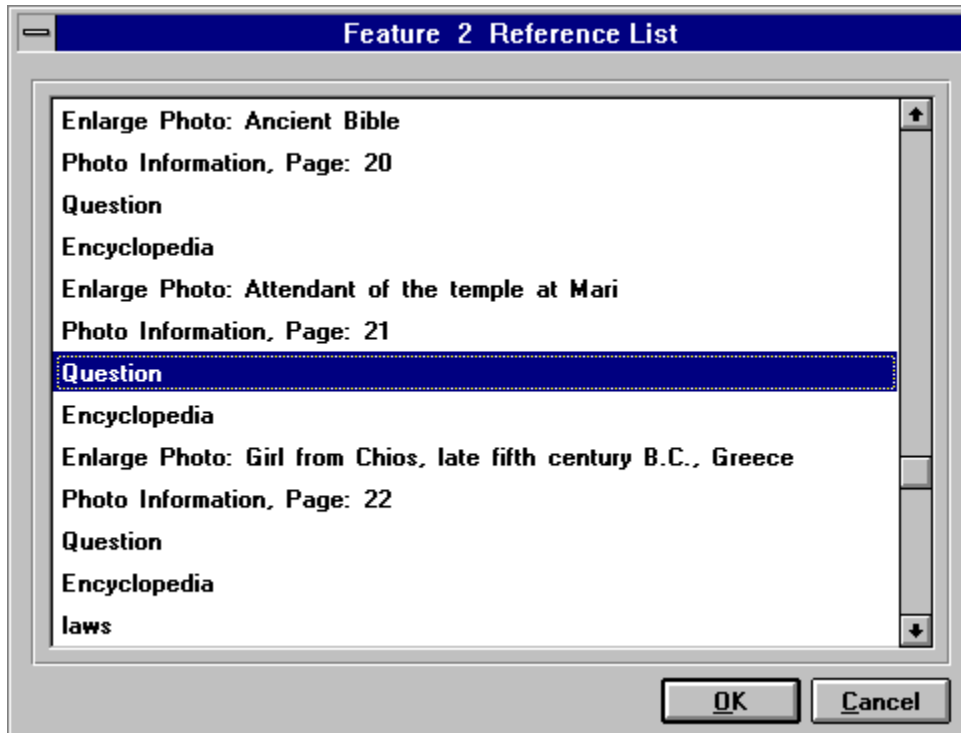 Feature 2 Reference List
Enlarge Photo: Ancient Bible
Photo Information, Page: 20
Question
Encyclopedia
Enlarge Photo: Attendant of the temple at Mari
Photo Information, Page: 21
Question
Encyclopedia
Enlarge Photo: Girl from Chios, late fifth century B.C., Greece
Photo Information, Page: 22
Question
Encyclopedia
laws
OK Cancel